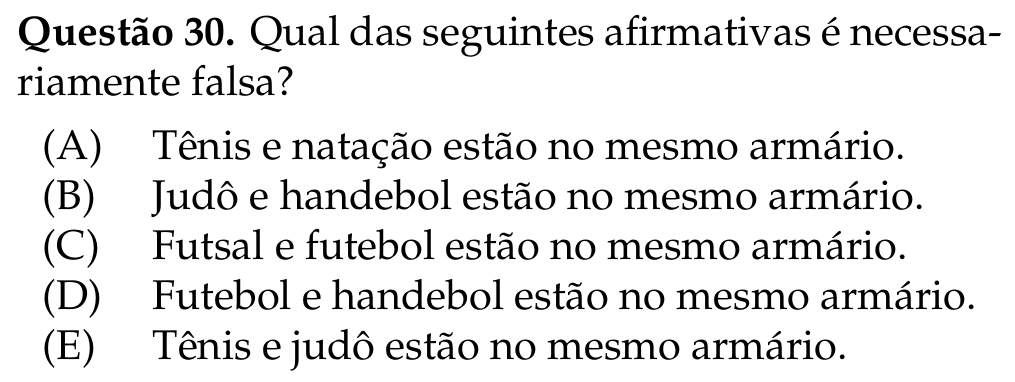 Questão 30. Qual das seguintes afirmativas é necessa-
riamente falsa?
(A) Tênis e natação estão no mesmo armário.
(B) Judô e handebol estão no mesmo armário.
(C) Futsal e futebol estão no mesmo armário.
(D) Futebol e handebol estão no mesmo armário.
(E) Tênis e judô estão no mesmo armário.